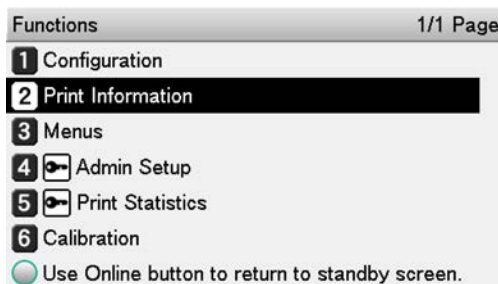 Functions 1/1 Page
1 Configuration
2 Print Information
3 Menus
4 Admin Setup
5 Print Statistics
6 Calibration
Use Online button to return to standby screen.